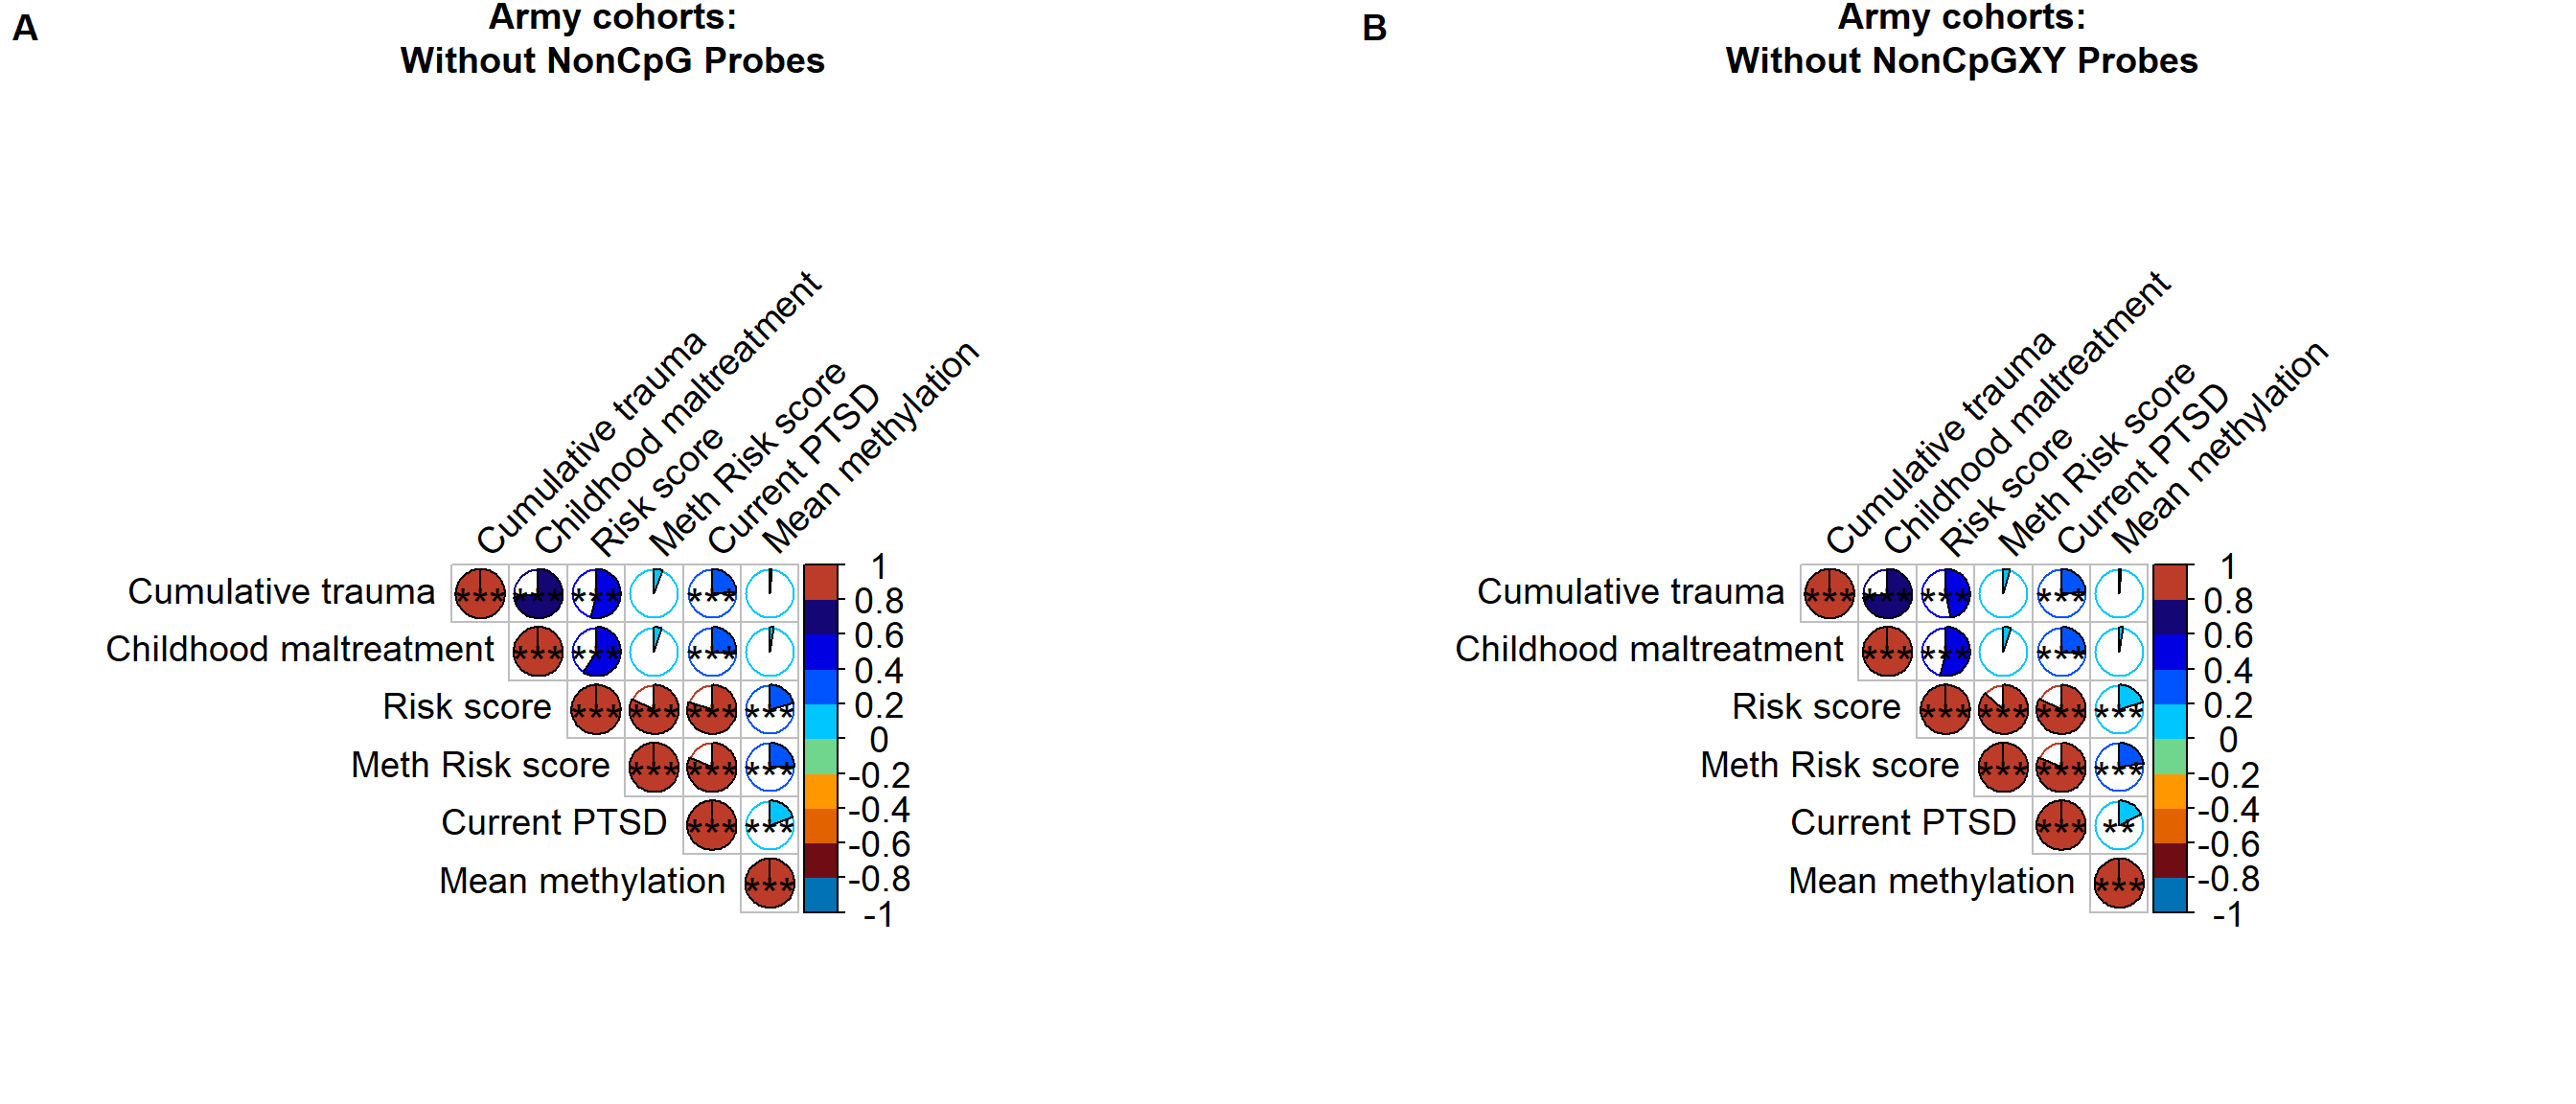 A
Army cohorts:
Without NonCpG Probes
Cumulative trauma
Childhood maltreatment
Risk score
Meth Risk score
Current PTSD
Mean methylation
Cumulative trauma *** *** *** ***
Childhood maltreatment *** *** ***
Risk score *** *** *** ***
Meth Risk score *** *** ***
Current PTSD *** ***
Mean methylation ***
1
0.8
0.6
0.4
0.2
0
-0.2
-0.4
-0.6
-0.8
-1
B
Army cohorts:
Without NonCpGXY Probes
Cumulative trauma
Childhood maltreatment
Risk score
Meth Risk score
Current PTSD
Mean methylation
Cumulative trauma *** *** *** ***
Childhood maltreatment *** *** ***
Risk score *** *** *** ***
Meth Risk score *** *** ***
Current PTSD *** **
Mean methylation ***
1
0.8
0.6
0.4
0.2
0
-0.2
-0.4
-0.6
-0.8
-1